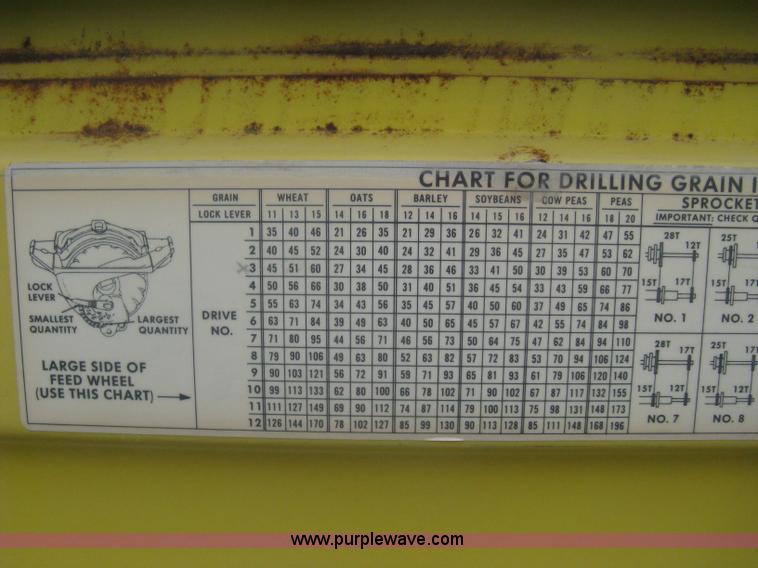 CHART FOR DRILLING GRAIN I
GRAIN WHEAT OATS BARLEY SOYBEANS COW PEAS PEAS SPROCKET
LOCK LEVER 11 13 15 14 16 18 12 14 16 14 15 16 12 14 16 18 20 IMPORTANT: CHECK Q
1 35 40 46 21 26 35 21 29 36 26 32 41 24 31 42 47 55
2 40 45 52 24 30 40 24 32 41 29 36 45 27 35 47 53 62
3 45 51 60 27 34 45 28 36 46 33 41 50 30 39 53 60 70
4 50 56 66 30 38 50 31 40 51 36 45 54 33 43 59 66 77
5 55 63 74 34 43 56 35 45 57 40 50 60 37 49 65 74 86
6 63 71 84 39 49 63 40 50 65 45 57 67 42 55 74 84 98
7 71 80 95 44 56 71 46 56 73 50 64 75 47 62 84 94 110
8 79 90 106 49 63 80 52 63 82 57 72 83 53 70 94 106 124
9 90 103 121 56 72 91 59 71 93 65 81 93 61 79 106 120 140
10 99 113 133 62 80 100 66 78 102 71 90 102 67 87 117 132 155
11 111 127 149 69 90 112 74 87 114 79 100 113 75 98 131 148 173
12 126 144 170 78 102 127 85 99 130 90 113 128 85 111 148 168 196
DRIVE
NO.
LOCK
LEVER
SMALLEST
QUANTITY
LARGEST
QUANTITY
LARGE SIDE OF
FEED WHEEL
(USE THIS CHART)
28T 12T 25T
15T 17T 15T
NO. 1 NO. 2
28T 17T 25T 17T
15T 12T 15T 12T
NO. 7 NO. 8
www.purplewave.com